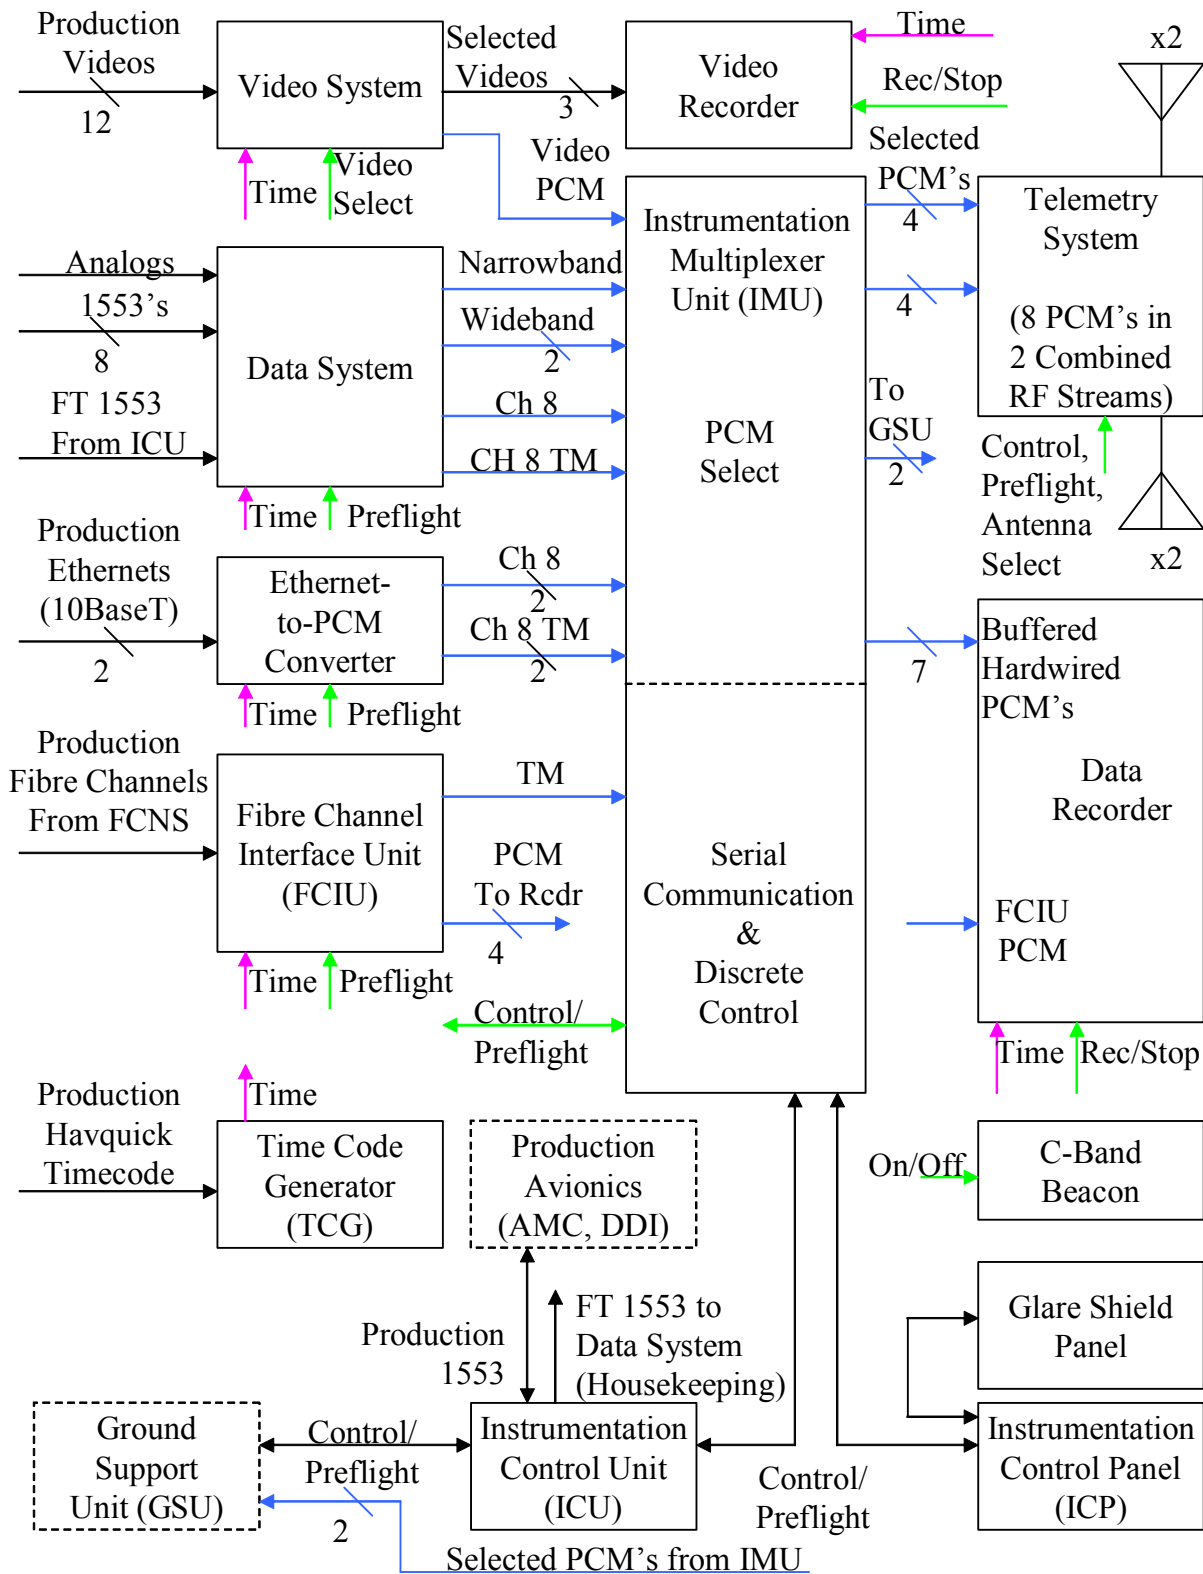 Production
Videos
12
Video System
Selected
Videos
3
Video
Recorder
Time
Rec/Stop
x2
Time
Video
Select
Video
PCM
Selected
PCM's
4
4
Telemetry
System
(8 PCM's in
2 Combined
RF Streams)
Analogs
1553's
8
FT 1553
From ICU
Data System
Time
Preflight
Narrowband
Wideband
2
Ch 8
CH 8 TM
Instrumentation
Multiplexer
Unit (IMU)
PCM
Select
To
GSU
2
Control,
Preflight,
Antenna
Select
x2
Production
Ethernets
(10BaseT)
2
Ethernet-
to-PCM
Converter
Time
Preflight
Ch 8
2
Ch 8 TM
2
7
Buffered
Hardwired
PCM's
Data
Recorder
FCIU
PCM
Time
Rec/Stop
Production
Fibre Channels
From FCNS
Fibre Channel
Interface Unit
(FCIU)
Time
Preflight
TM
PCM
To Rcdr
4
Serial
Communication
&
Discrete
Control
Control/
Preflight
Time
Production
Havquick
Timecode
Time Code
Generator
(TCG)
Production
Avionics
(AMC, DDI)
On/Off
C-Band
Beacon
Production
1553
FT 1553 to
Data System
(Housekeeping)
Glare Shield
Panel
Ground
Support
Unit (GSU)
Control/
Preflight
2
Instrumentation
Control Unit
(ICU)
Control/
Preflight
Instrumentation
Control Panel
(ICP)
Selected PCM's from IMU